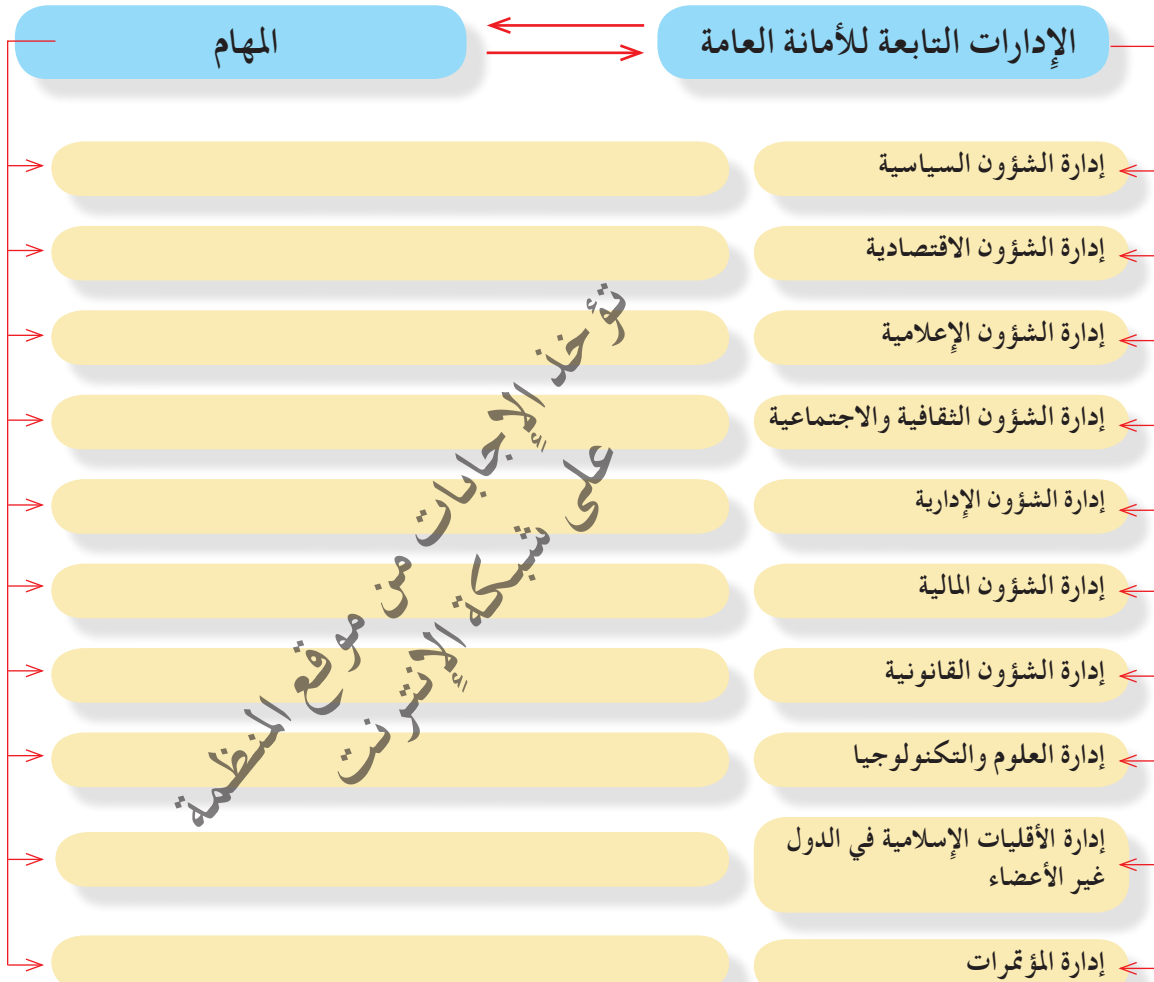 الإدارات التابعة للأمانة العامة
المهام
إدارة الشؤون السياسية
إدارة الشؤون الاقتصادية
إدارة الشؤون الإعلامية
إدارة الشؤون الثقافية والاجتماعية
إدارة الشؤون الإدارية
إدارة الشؤون المالية
إدارة الشؤون القانونية
إدارة العلوم والتكنولوجيا
إدارة الأقليات الإسلامية في الدول
غير الأعضاء
إدارة المؤتمرات
تؤخذ الإجابات من موقع المنظمة
على شبكة الإنترنت